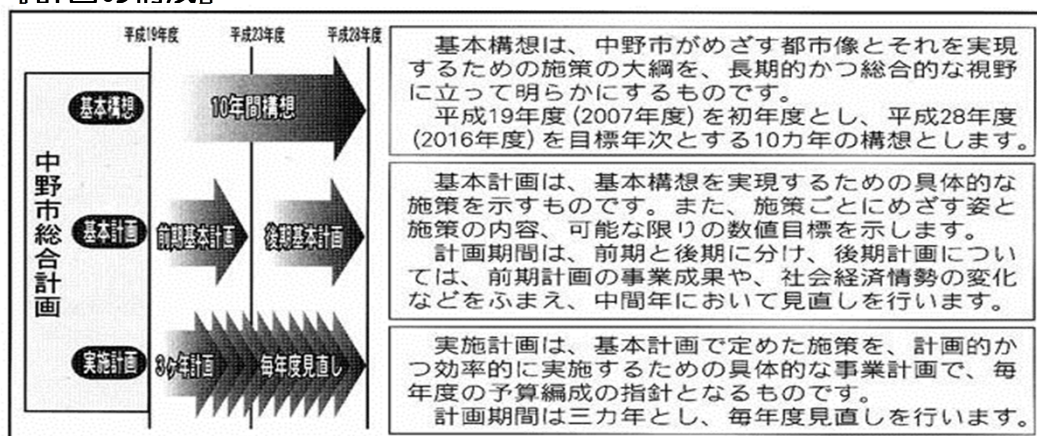 平成19年度 平成23年度 平成28年度
中野市総合計画
基本構想
10年間構想
基本構想は、中野市がめざす都市像とそれを実現
するための施策の大綱を、長期的かつ総合的な視野
に立って明らかにするものです。
平成19年度(2007年度)を初年度とし、平成28年度
(2016年度)を目標年次とする10カ年の構想とします。
基本計画
前期基本計画
後期基本計画
基本計画は、基本構想を実現するための具体的な
施策を示すものです。また、施策ごとにめざす姿と
施策の内容、可能な限りの数値目標を示します。
計画期間は、前期と後期に分け、後期計画につい
ては、前期計画の事業成果や、社会経済情勢の変化
などをふまえ、中間年において見直しを行います。
実施計画
3ヶ年計画
毎年度見直し
実施計画は、基本計画で定めた施策を、計画的か
つ効率的に実施するための具体的な事業計画で、毎
年度の予算編成の指針となるものです。
計画期間は三カ年とし、毎年度見直しを行います。